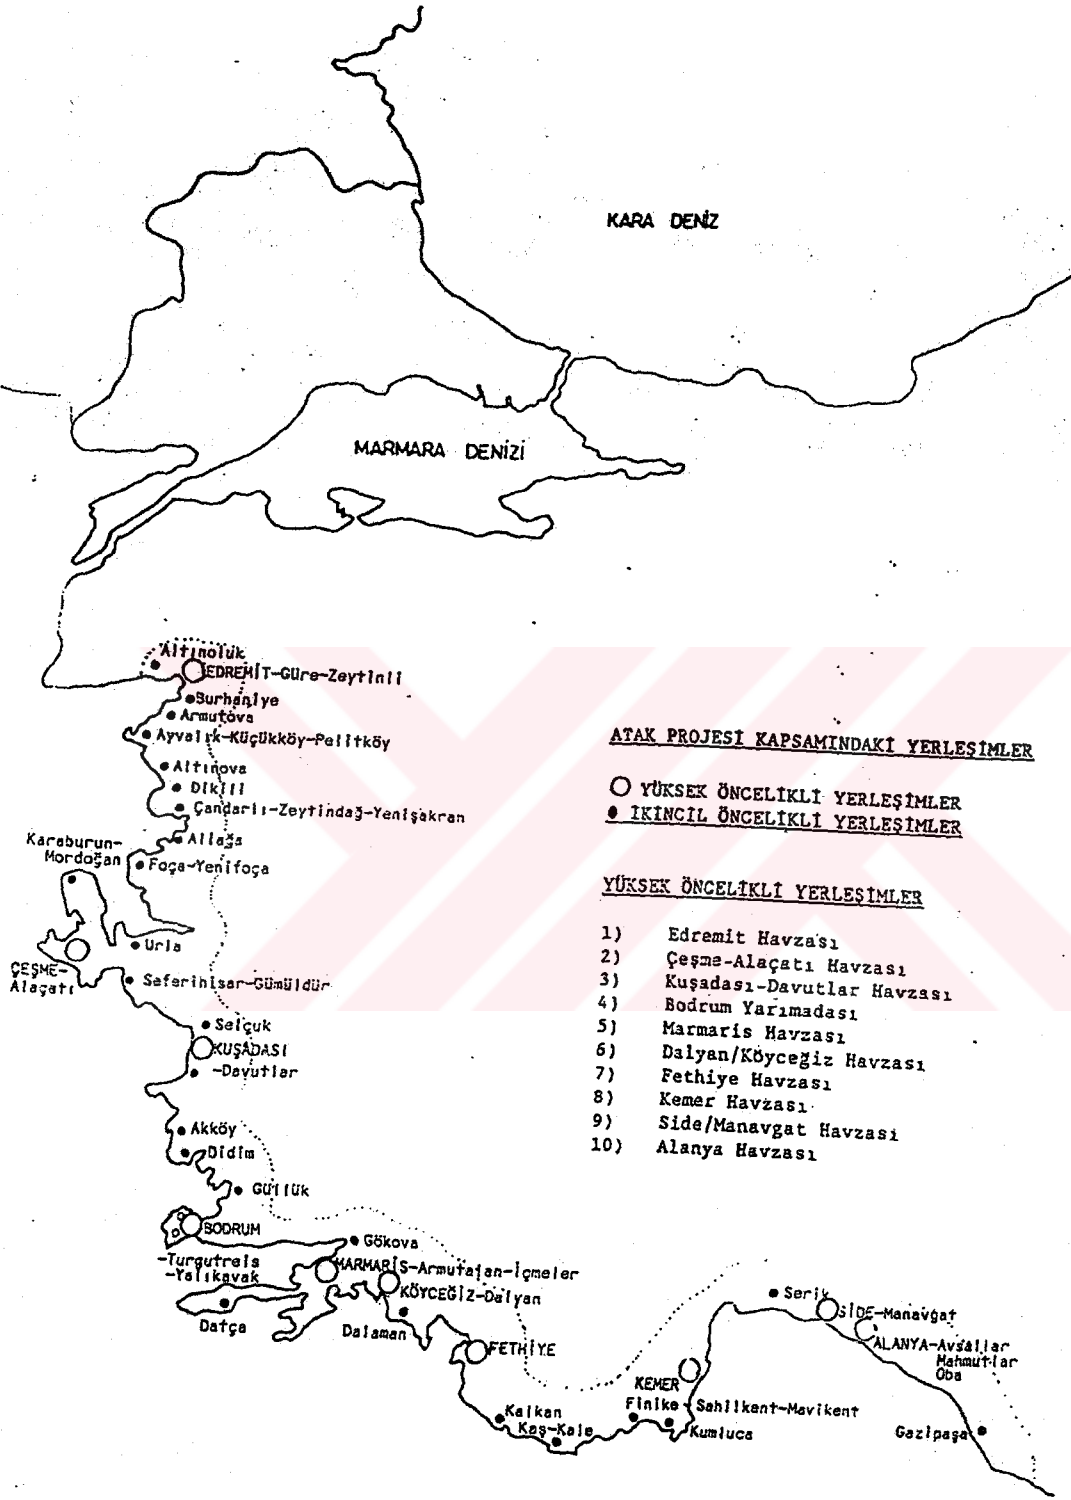 KARA DENİZ
MARMARA DENİZİ
Altınoluk
EDREMİT-Güre-Zeytinli
Burhaniye
Armutova
Ayvalık-Küçükköy-Pelitköy
Altınova
Dikili
Çandarlı-Zeytindağ-Yenişakran
Aliağa
Karaburun-
Mordoğan
Foça-Yenifoça
Urla
ÇEŞME-
Alaçatı
Seferihisar-Gümüldür
Selçuk
KUŞADASI
-Davutlar
Akköy
Didim
Güllük
BODRUM
-Turgutreis
-Yalıkavak
Gökova
MARMARİS-Armutalan-İçmeler
KÖYCEĞİZ-Dalyan
Datça
Dalaman
FETHİYE
Kalkan
Kaş-Kale
KEMER
Finike - Sahilkent-Mavikent
Kumluca
Serik
SİDE-Manavgat
ALANYA-Avsallar
Mahmutlar
Oba
Gazipaşa
ATAK PROJESİ KAPSAMINDAKİ YERLEŞİMLER
YÜKSEK ÖNCELİKLİ YERLEŞİMLER
İKİNCİL ÖNCELİKLİ YERLEŞİMLER
YÜKSEK ÖNCELİKLİ YERLEŞİMLER
1) Edremit Havzası
2) Çeşme-Alaçatı Havzası
3) Kuşadası-Davutlar Havzası
4) Bodrum Yarımadası
5) Marmaris Havzası
6) Dalyan/Köyceğiz Havzası
7) Fethiye Havzası
8) Kemer Havzası
9) Side/Manavgat Havzası
10) Alanya Havzası